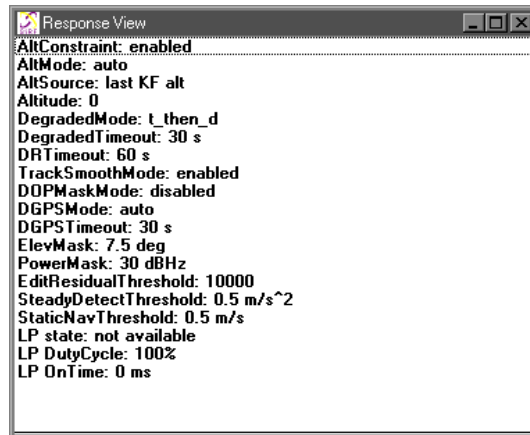 Response View
AltConstraint: enabled
AltMode: auto
AltSource: last KF alt
Altitude: 0
DegradedMode: t_then_d
DegradedTimeout: 30 s
DRTimeout: 60 s
TrackSmoothMode: enabled
DOPMaskMode: disabled
DGPSMode: auto
DGPSTimeout: 30 s
ElevMask: 7.5 deg
PowerMask: 30 dBHz
EditResidualThreshold: 10000
SteadyDetectThreshold: 0.5 m/s^2
StaticNavThreshold: 0.5 m/s
LP state: not available
LP DutyCycle: 100%
LP OnTime: 0 ms